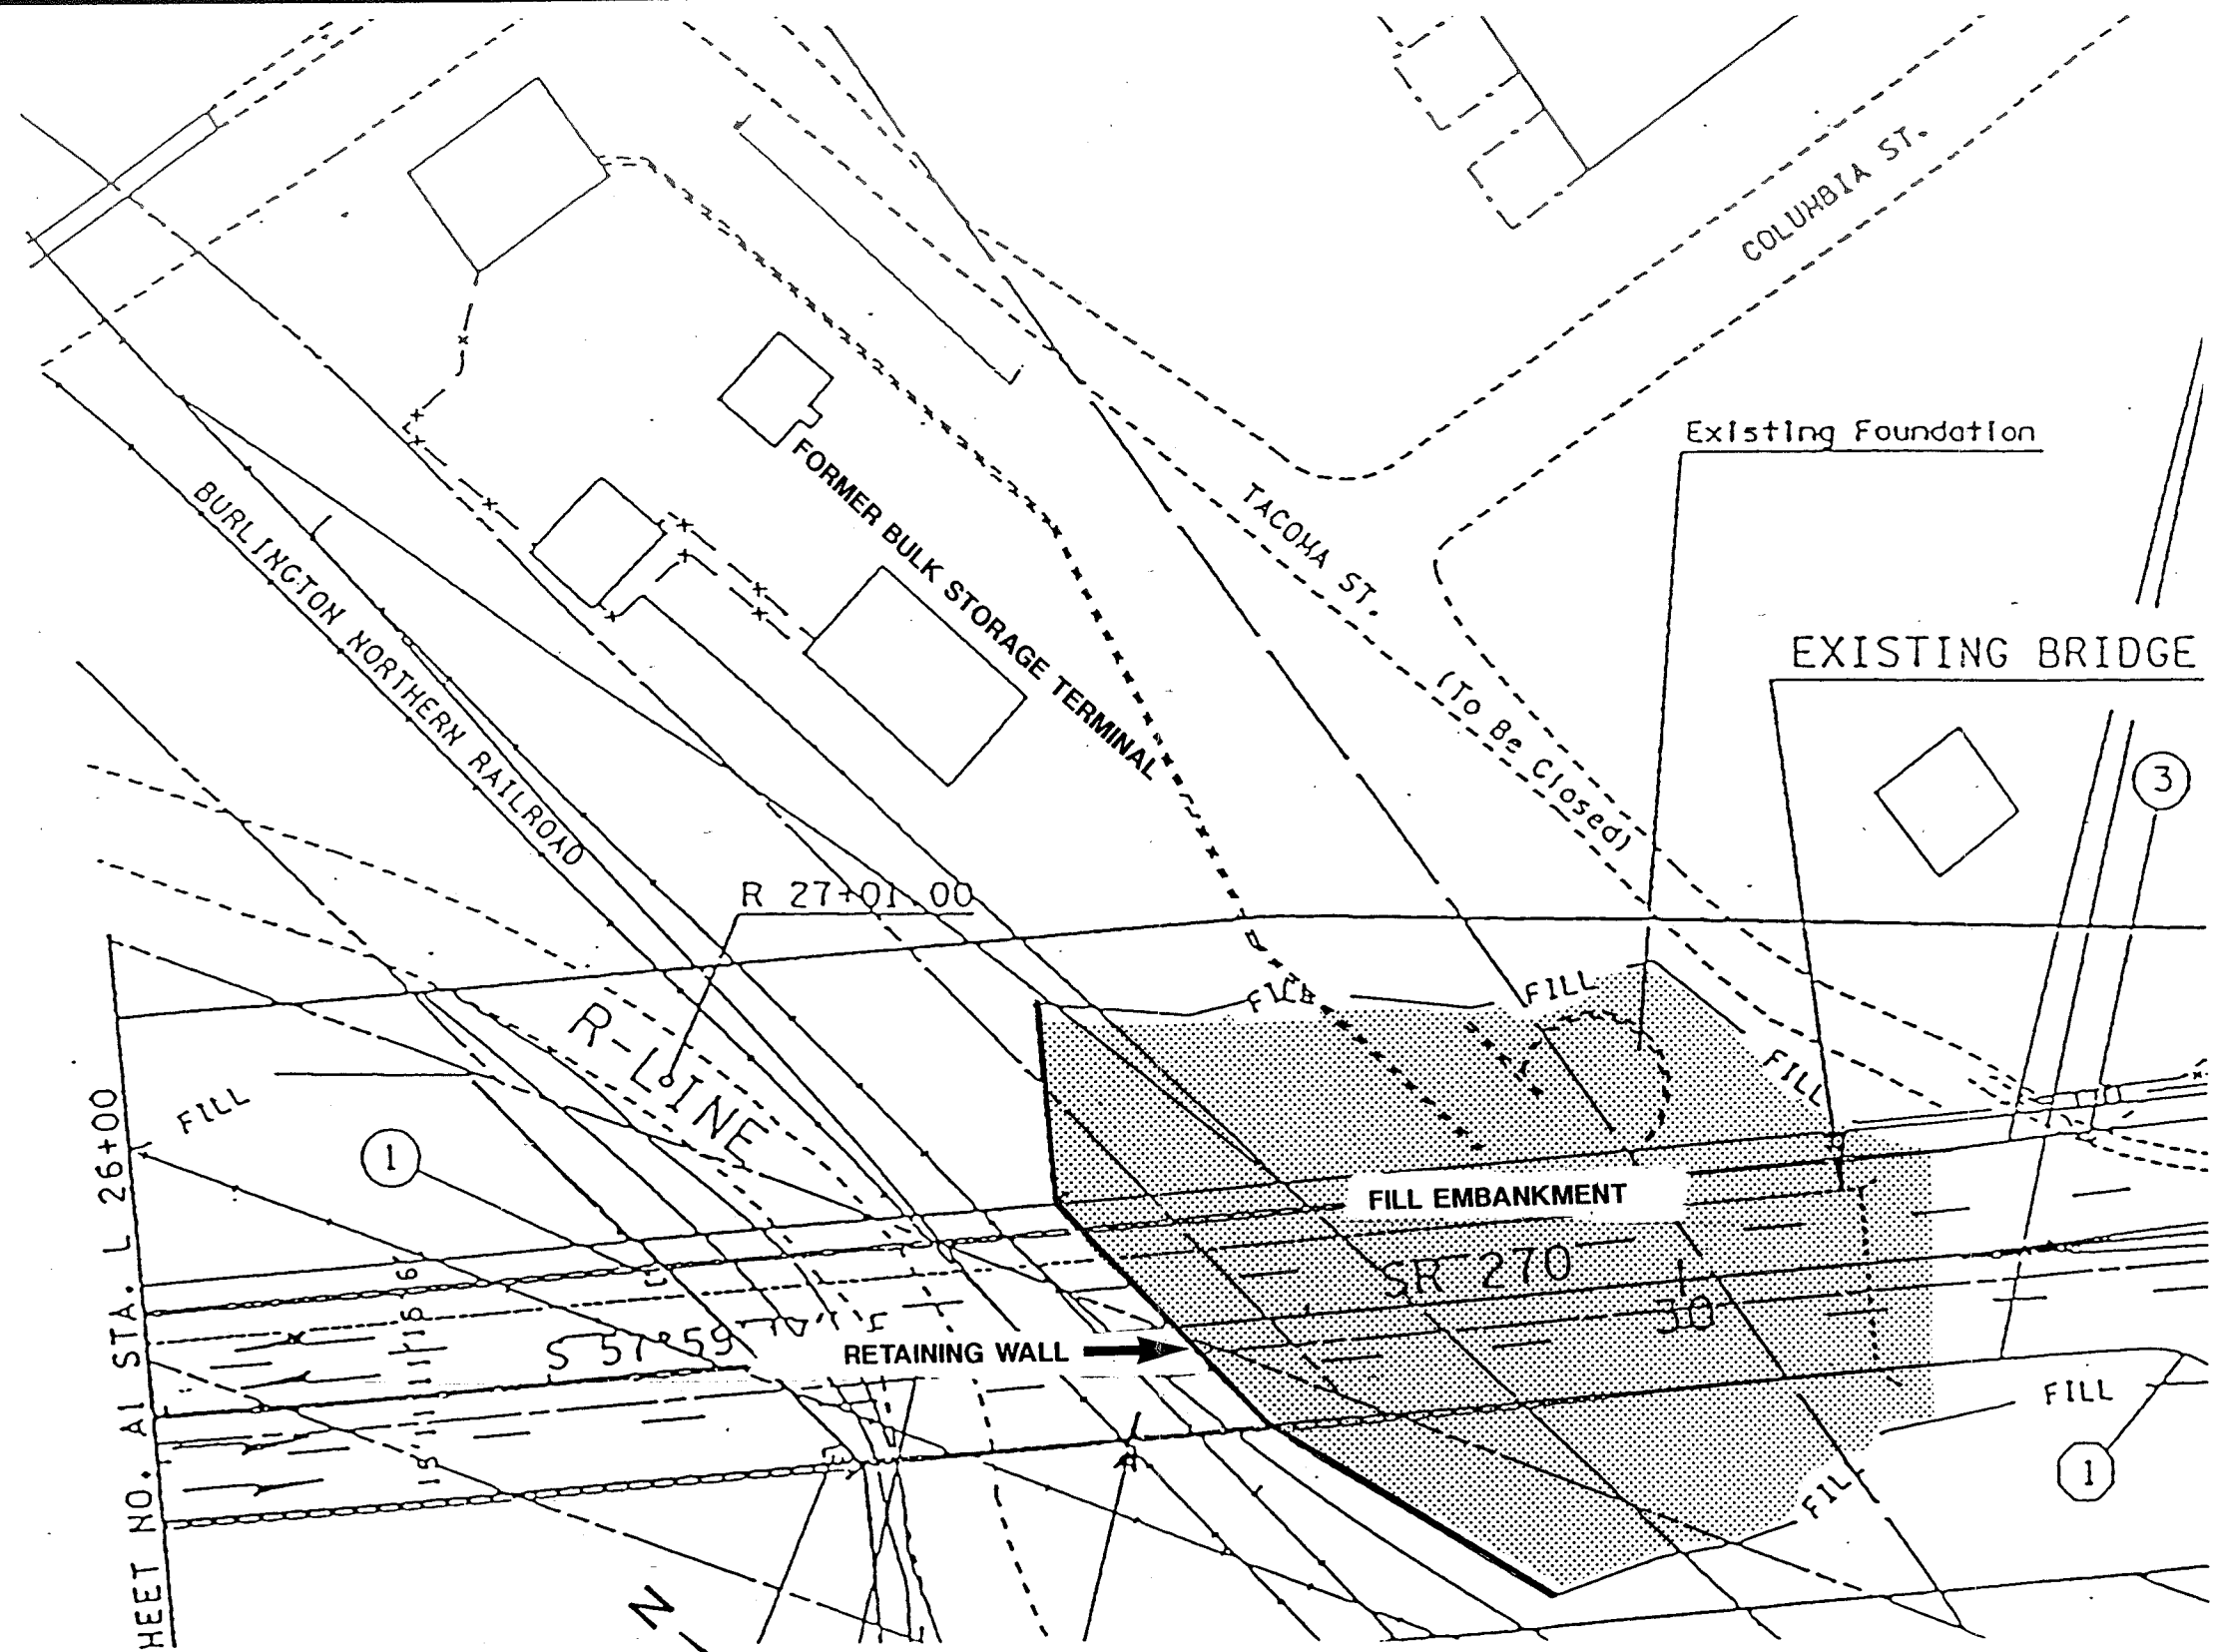 COLUMBIA ST.
Existing Foundation
TACOMA ST.
(To Be Closed)
EXISTING BRIDGE
3
FORMER BULK STORAGE TERMINAL
BURLINGTON NORTHERN RAILROAD
R 27+01.00
R-LINE
FILL
FILL
FILL
FILL
1
FILL EMBANKMENT
SR 270
30
S 57°59'
RETAINING WALL
FILL
FILL
1
HEET NO. A1 STA. L 26+00
N